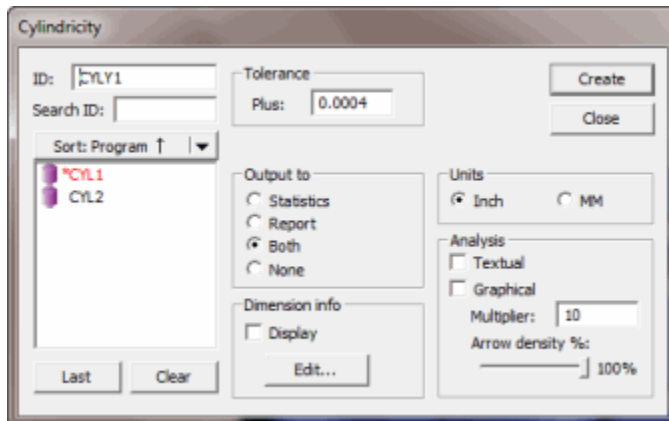 Cylindricity
ID: CYLY1
Search ID:
Sort: Program ↑
*CYL1
CYL2
Last
Clear
Tolerance
Plus: 0.0004
Output to
Statistics
Report
Both
None
Dimension info
Display
Edit...
Create
Close
Units
Inch
MM
Analysis
Textual
Graphical
Multiplier: 10
Arrow density %:
100%